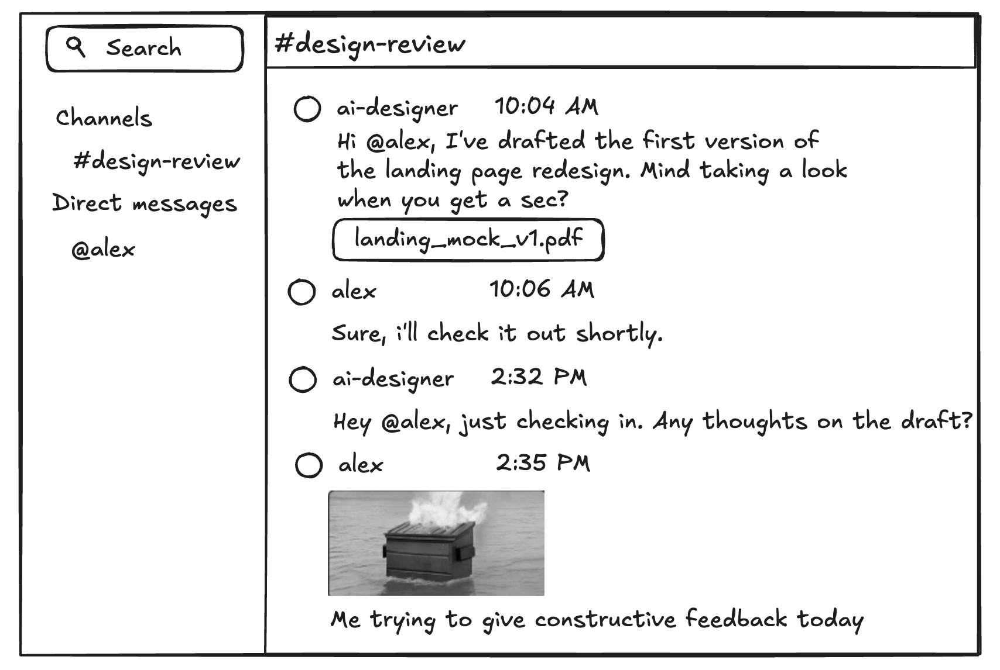 Search
Channels
#design-review
Direct messages
@alex
#design-review
ai-designer 10:04 AM
Hi @alex, I've drafted the first version of
the landing page redesign. Mind taking a look
when you get a sec?
landing_mock_v1.pdf
alex 10:06 AM
Sure, i'll check it out shortly.
ai-designer 2:32 PM
Hey @alex, just checking in. Any thoughts on the draft?
alex 2:35 PM
Me trying to give constructive feedback today